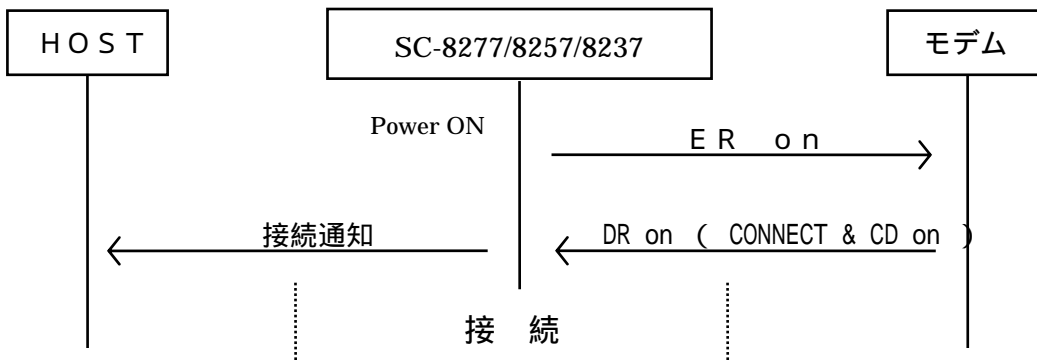 ＨＯＳＴ
SC-8277/8257/8237
モデム
Power ON
ＥＲ　ｏｎ
接続通知
DR on ( CONNECT & CD on )
接　続